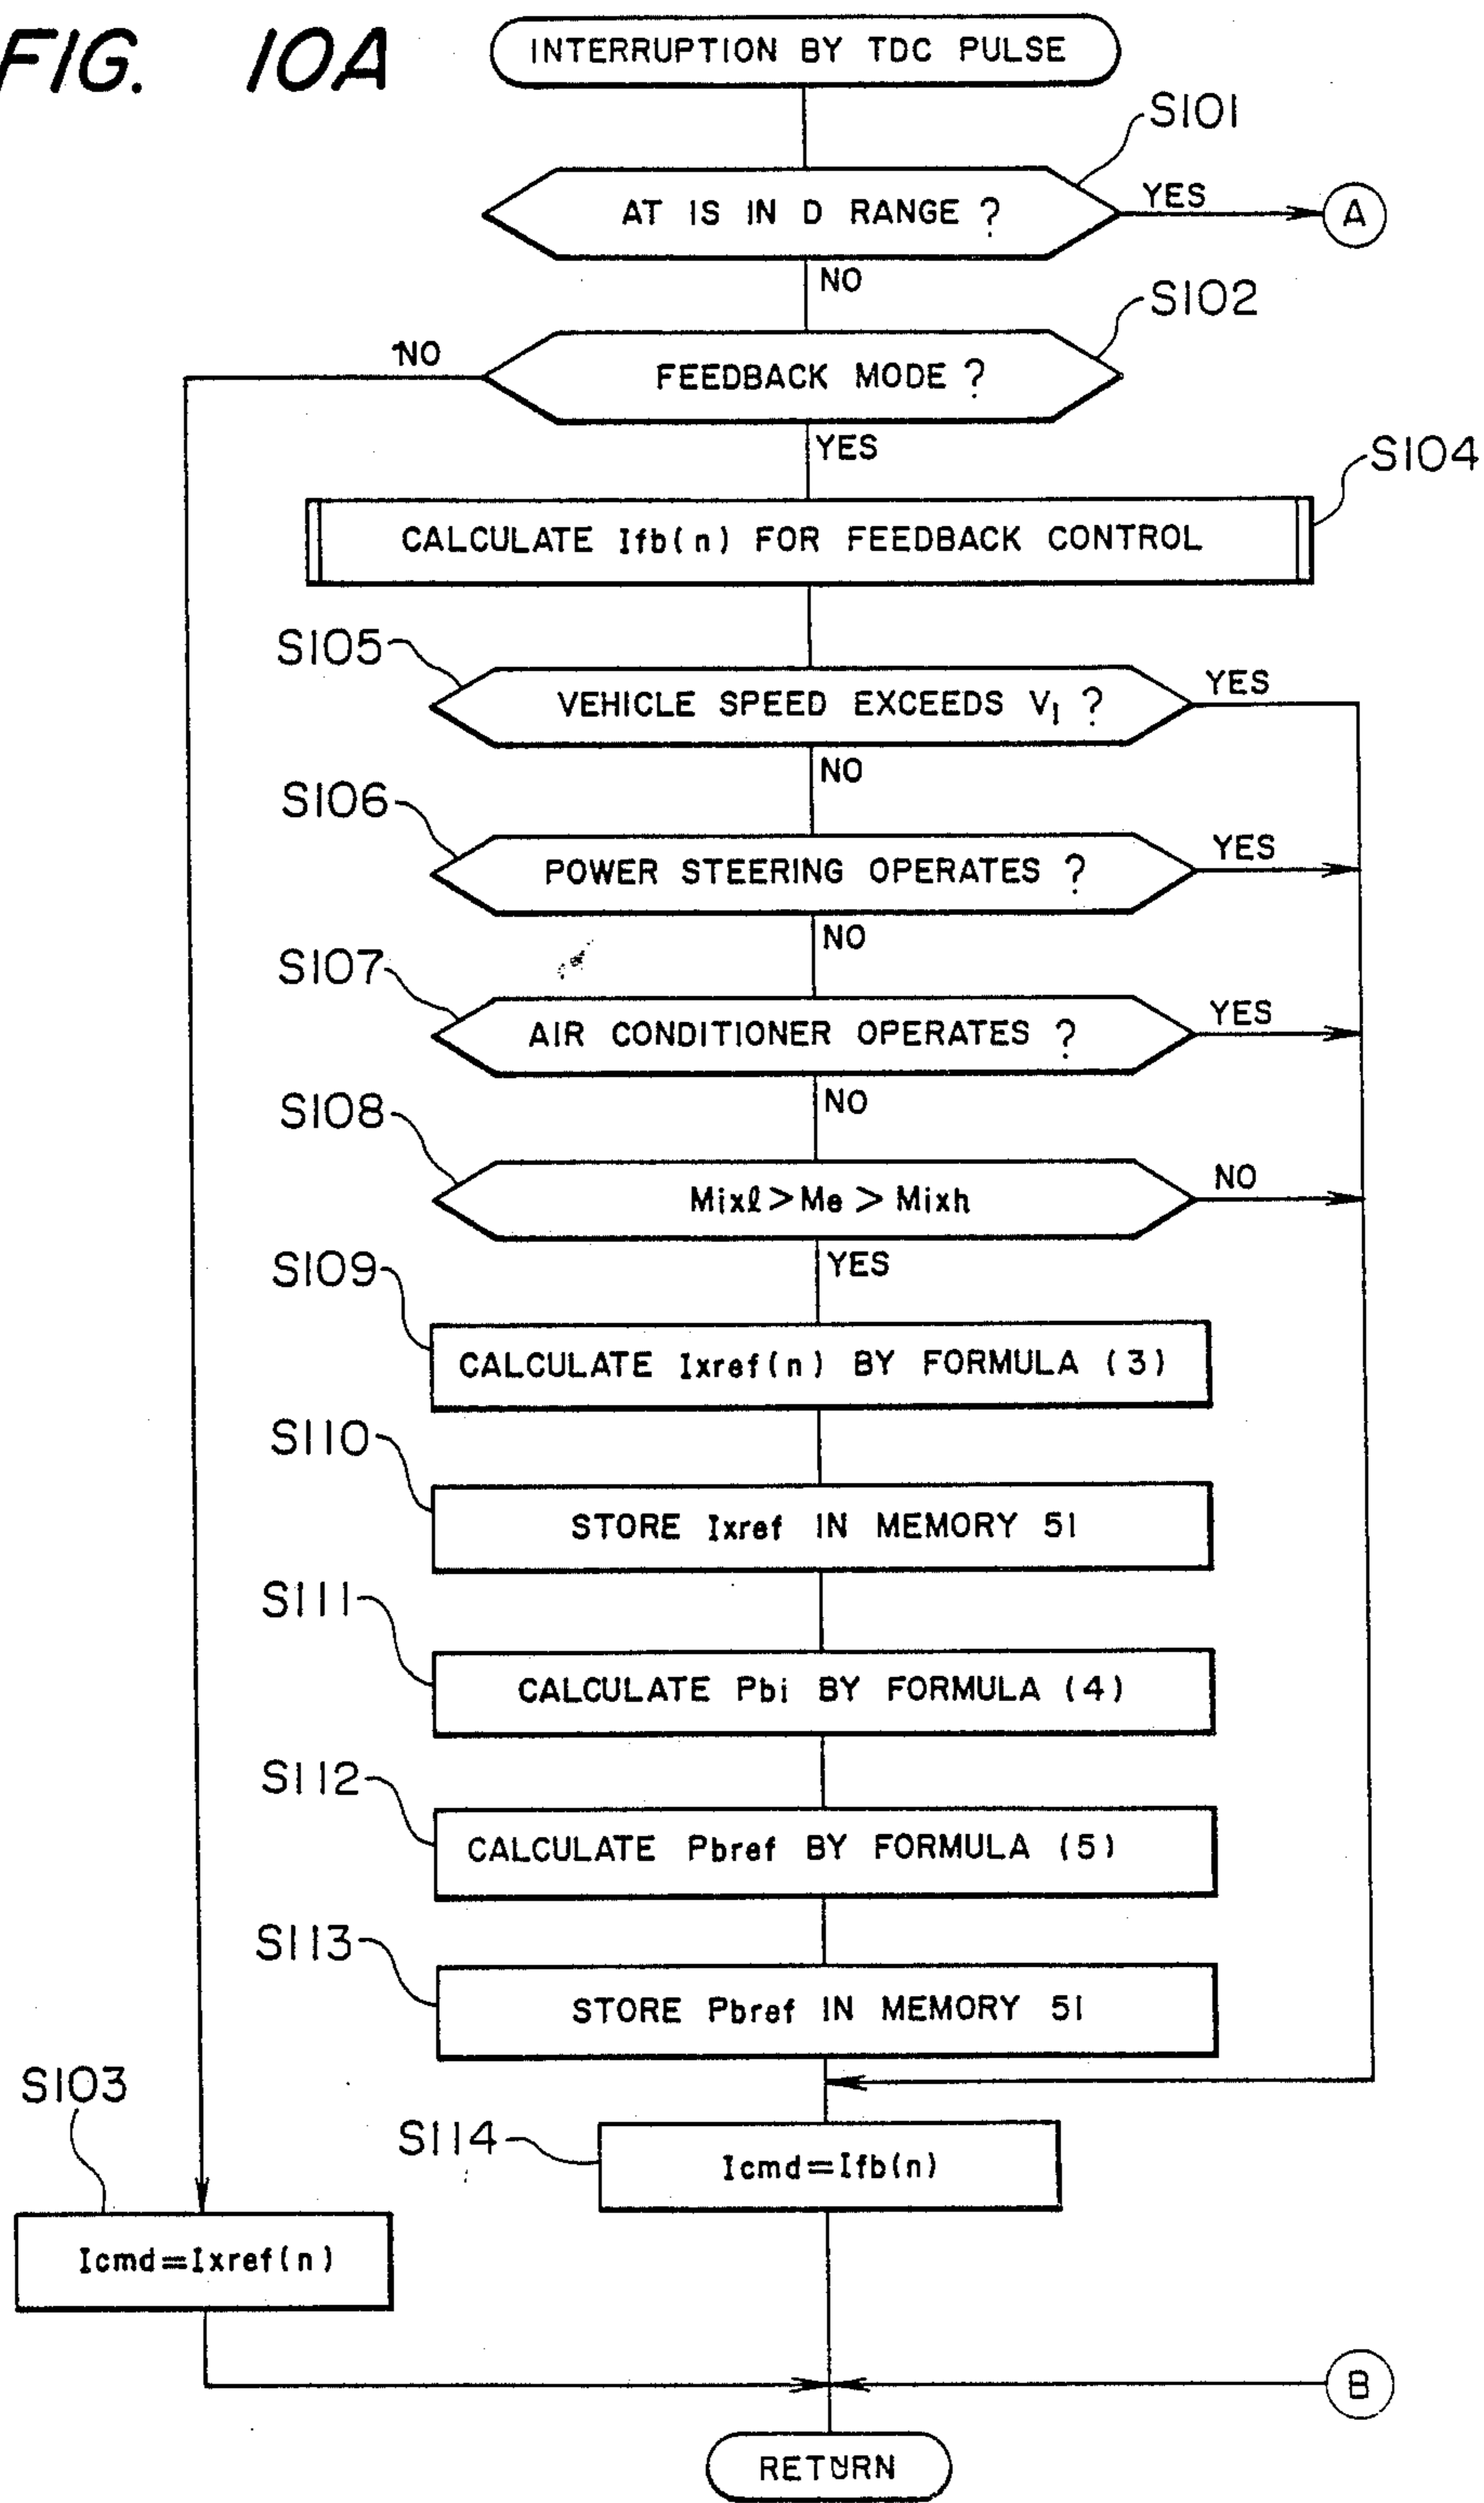 FIG. 10A
INTERRUPTION BY TDC PULSE
S101
AT IS IN D RANGE ?
YES
A
NO
S102
NO
FEEDBACK MODE ?
YES
S104
CALCULATE Ifb(n) FOR FEEDBACK CONTROL
S105
VEHICLE SPEED EXCEEDS V1 ?
YES
NO
S106
POWER STEERING OPERATES ?
YES
NO
S107
AIR CONDITIONER OPERATES ?
YES
NO
S108
Mixℓ > Me > Mixh
NO
YES
S109
CALCULATE Ixref(n) BY FORMULA (3)
S110
STORE Ixref IN MEMORY 51
S111
CALCULATE Pbi BY FORMULA (4)
S112
CALCULATE Pbref BY FORMULA (5)
S113
STORE Pbref IN MEMORY 51
S103
S114
Icmd=Ifb(n)
Icmd=Ixref(n)
B
RETURN